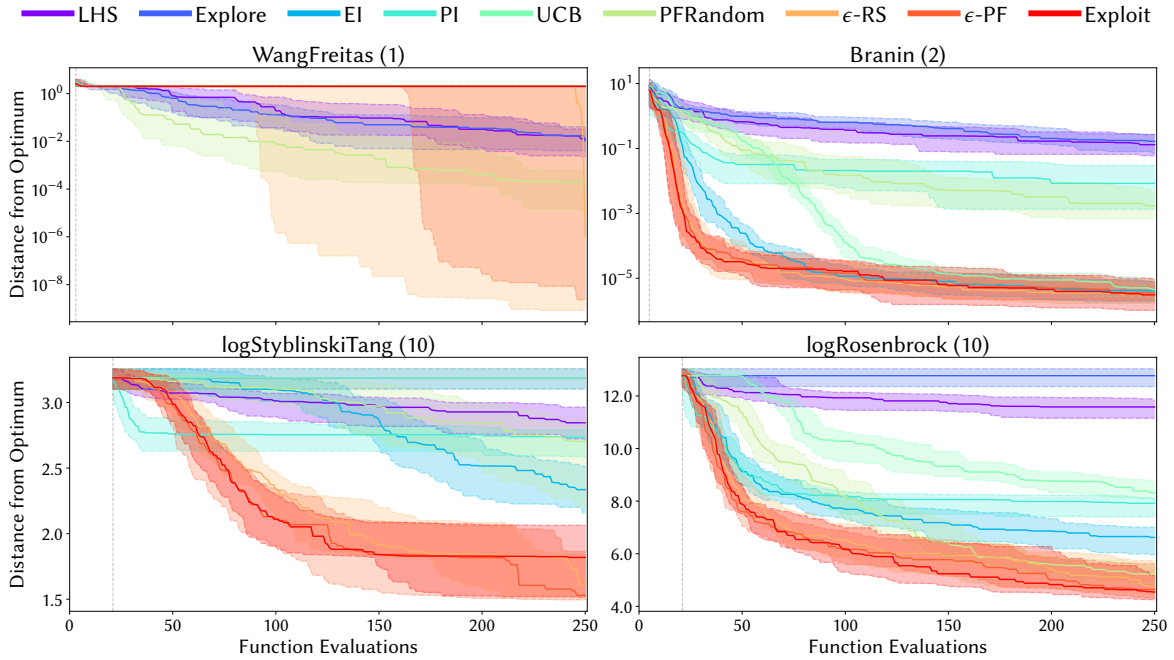 LHS Explore EI PI UCB PFRandom ϵ-RS ϵ-PF Exploit
WangFreitas (1) Branin (2)
Distance from Optimum
10^0
10^−2
10^−4
10^−6
10^−8
10^1
10^−1
10^−3
10^−5
logStyblinskiTang (10) logRosenbrock (10)
Distance from Optimum
3.0
2.5
2.0
1.5
12.0
10.0
8.0
6.0
4.0
0 50 100 150 200 250 0 50 100 150 200 250
Function Evaluations Function Evaluations